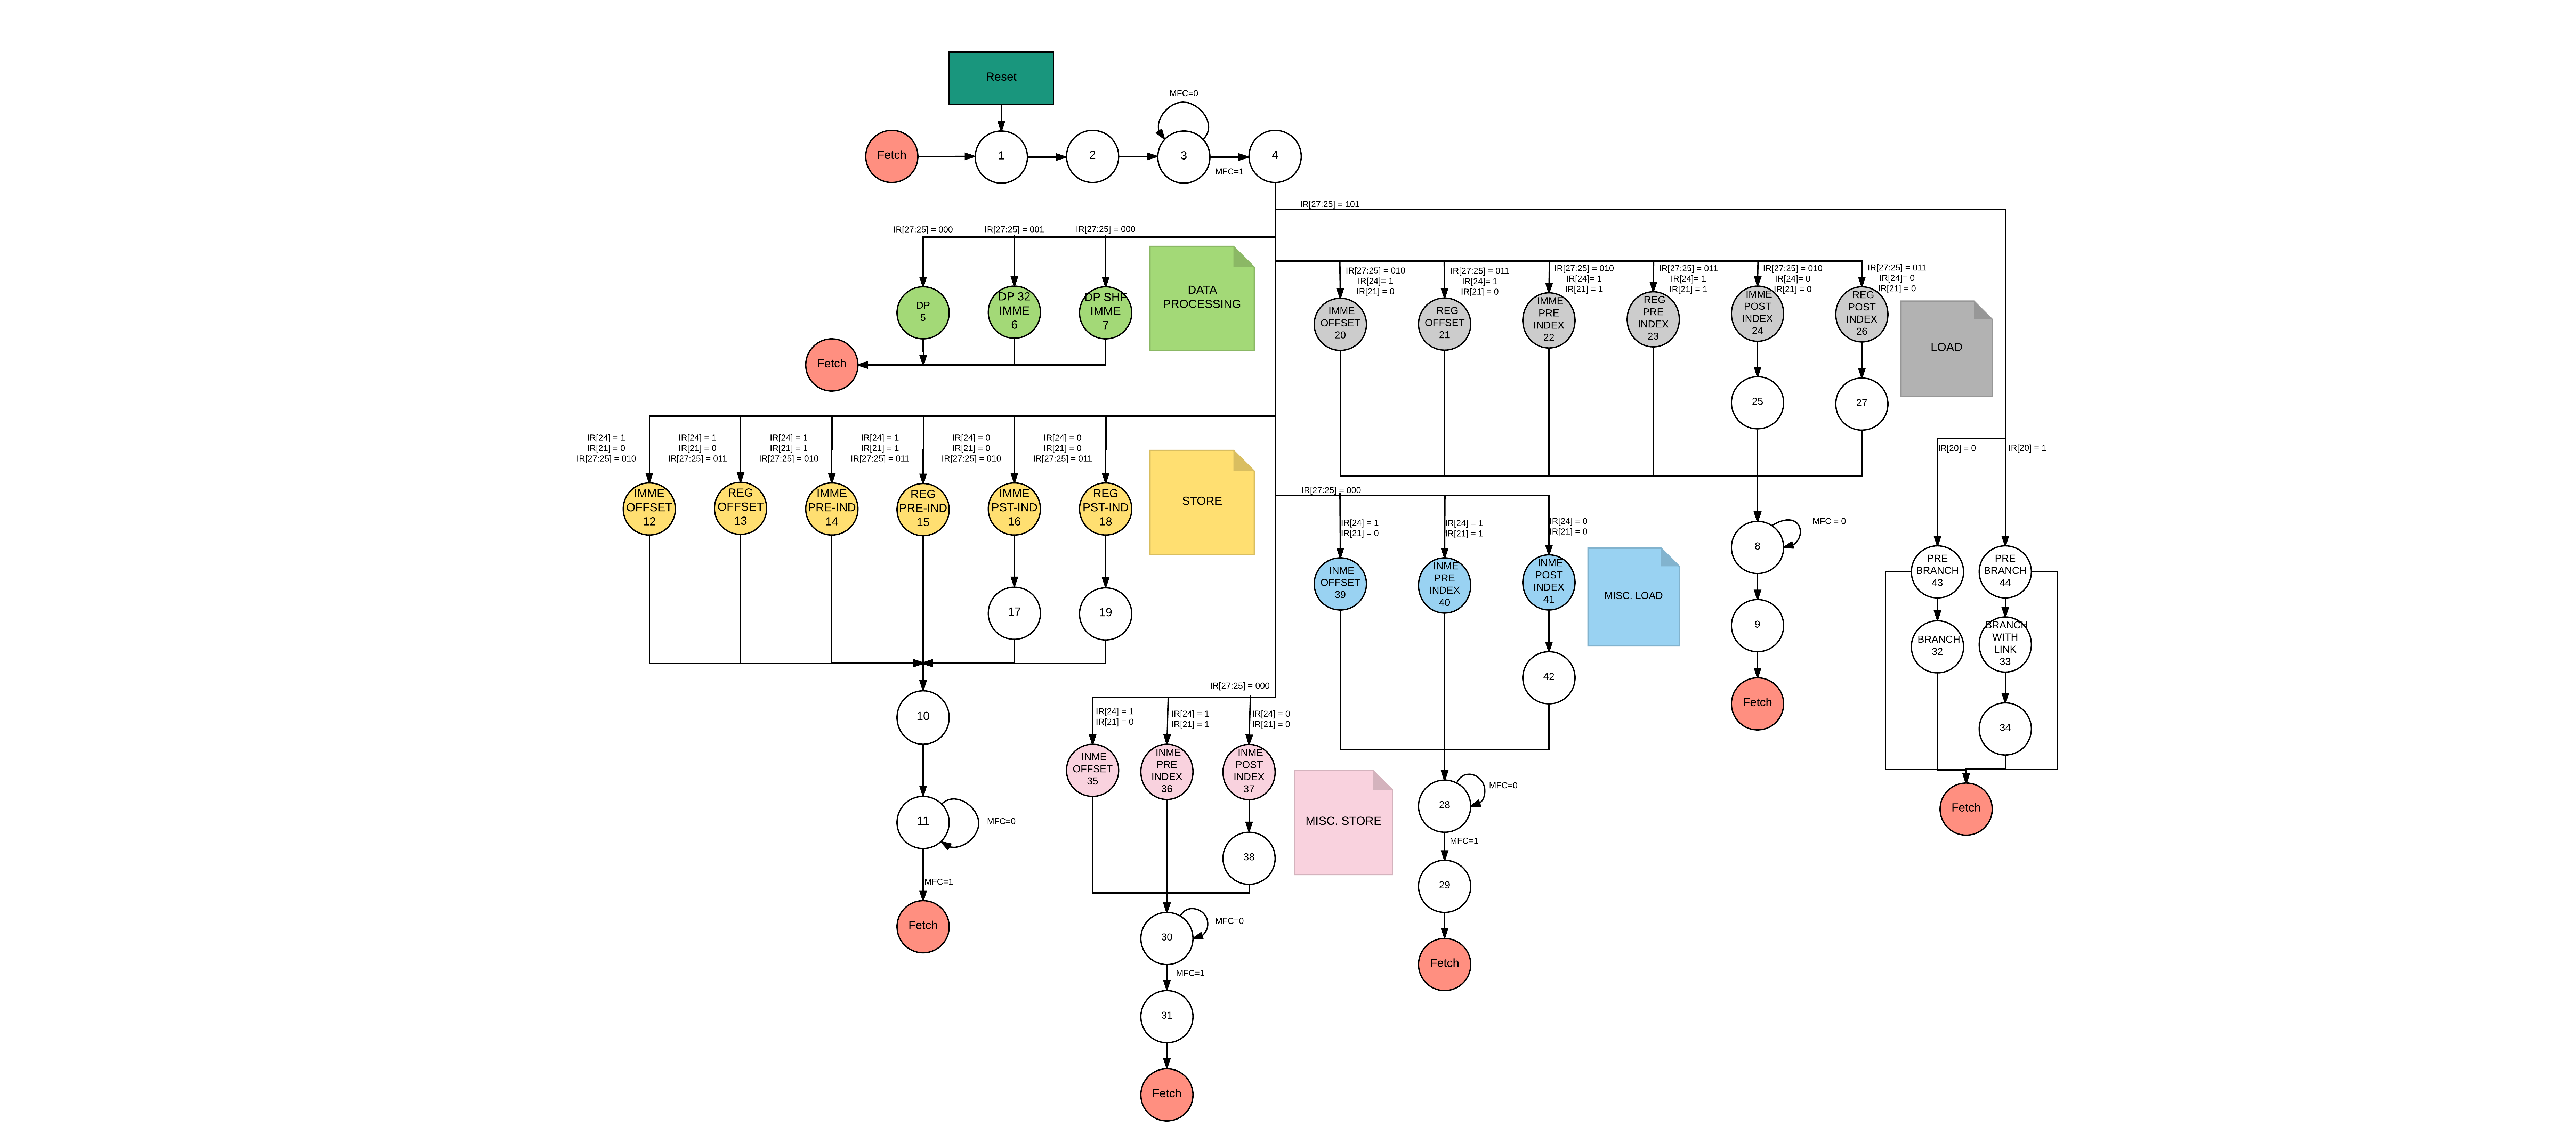 Reset
MFC=0
Fetch
1
2
3
4
MFC=1
IR[27:25] = 101
IR[27:25] = 000
IR[27:25] = 001
IR[27:25] = 000
DP
5
DP 32
IMME
6
DP SHF
IMME
7
DATA
PROCESSING
Fetch
IR[27:25] = 010
IR[24]= 1
IR[21] = 0
IR[27:25] = 011
IR[24]= 1
IR[21] = 0
IR[27:25] = 010
IR[24]= 1
IR[21] = 1
IR[27:25] = 011
IR[24]= 1
IR[21] = 1
IR[27:25] = 010
IR[24]= 0
IR[21] = 0
IR[27:25] = 011
IR[24]= 0
IR[21] = 0
IMME
OFFSET
20
REG
OFFSET
21
IMME
PRE
INDEX
22
REG
PRE
INDEX
23
IMME
POST
INDEX
24
REG
POST
INDEX
26
LOAD
25
27
IR[24] = 1
IR[21] = 0
IR[27:25] = 010
IR[24] = 1
IR[21] = 0
IR[27:25] = 011
IR[24] = 1
IR[21] = 1
IR[27:25] = 010
IR[24] = 1
IR[21] = 1
IR[27:25] = 011
IR[24] = 0
IR[21] = 0
IR[27:25] = 010
IR[24] = 0
IR[21] = 0
IR[27:25] = 011
IMME
OFFSET
12
REG
OFFSET
13
IMME
PRE-IND
14
REG
PRE-IND
15
IMME
PST-IND
16
REG
PST-IND
18
STORE
17
19
10
11
MFC=0
MFC=1
Fetch
IR[27:25] = 000
IR[24] = 1
IR[21] = 0
IR[24] = 1
IR[21] = 1
IR[24] = 0
IR[21] = 0
INME
OFFSET
39
INME
PRE
INDEX
40
INME
POST
INDEX
41
MISC. LOAD
42
28
MFC=0
MFC=1
29
Fetch
IR[27:25] = 000
IR[24] = 1
IR[21] = 0
IR[24] = 1
IR[21] = 1
IR[24] = 0
IR[21] = 0
INME
OFFSET
35
INME
PRE
INDEX
36
INME
POST
INDEX
37
MISC. STORE
38
30
MFC=0
MFC=1
31
Fetch
8
MFC = 0
9
Fetch
IR[20] = 0
IR[20] = 1
PRE
BRANCH
43
PRE
BRANCH
44
BRANCH
32
BRANCH
WITH
LINK
33
34
Fetch